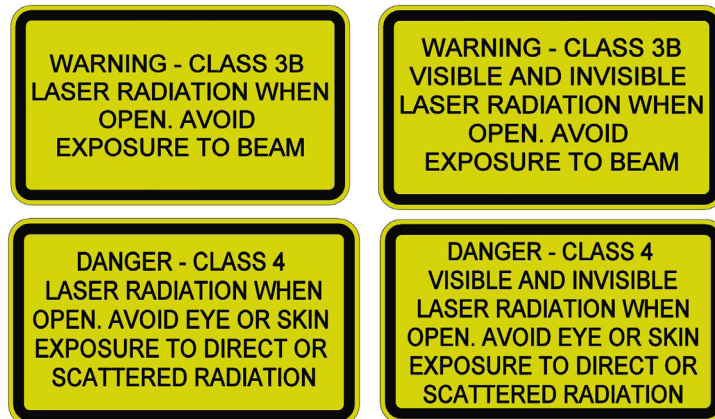 WARNING - CLASS 3B
LASER RADIATION WHEN
OPEN. AVOID
EXPOSURE TO BEAM
WARNING - CLASS 3B
VISIBLE AND INVISIBLE
LASER RADIATION WHEN
OPEN. AVOID
EXPOSURE TO BEAM
DANGER - CLASS 4
LASER RADIATION WHEN
OPEN. AVOID EYE OR SKIN
EXPOSURE TO DIRECT OR
SCATTERED RADIATION
DANGER - CLASS 4
VISIBLE AND INVISIBLE
LASER RADIATION WHEN
OPEN. AVOID EYE OR SKIN
EXPOSURE TO DIRECT OR
SCATTERED RADIATION